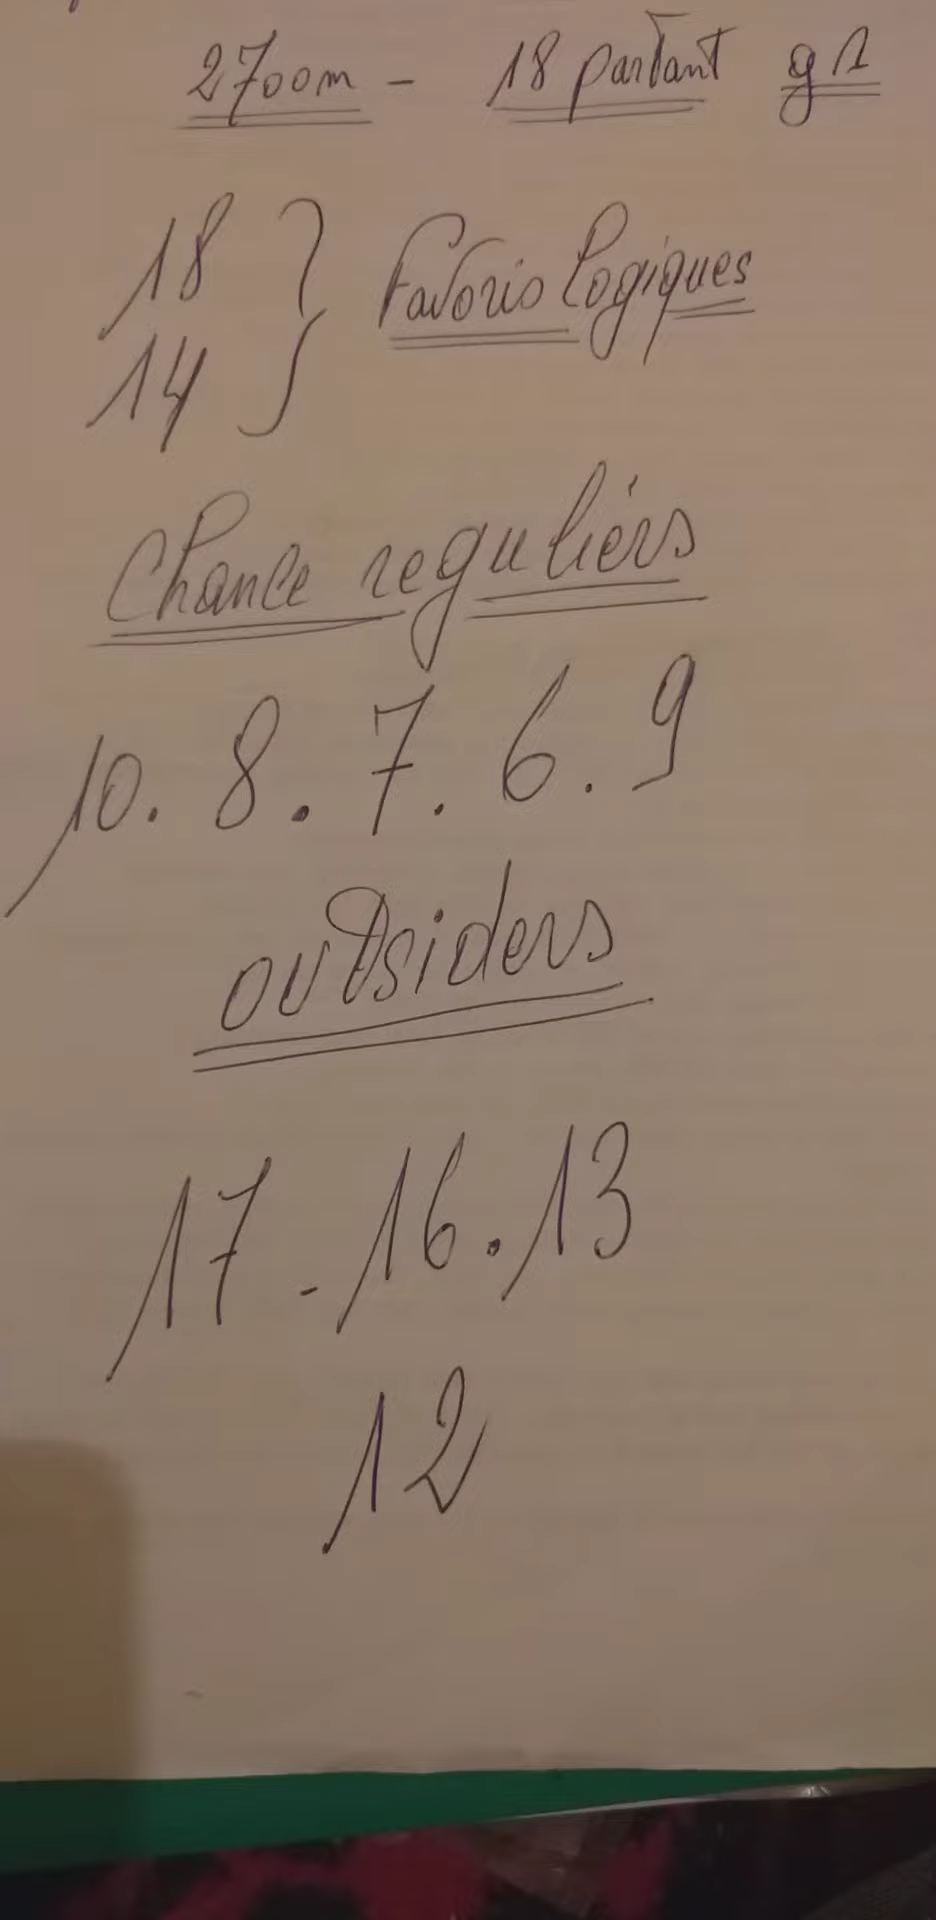 2700m - 18 partant g1
18 } Favoris logiques
14
Chance reguliérs
10. 8. 7. 6. 9
outsiders
17 - 16. 13
12